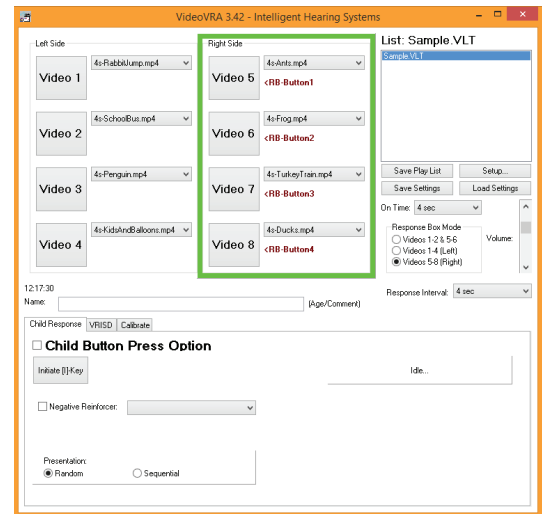 VideoVRA 3.42 - Intelligent Hearing Systems
Left Side
Video 1
4s-RabbitJump.mp4
Video 2
4s-SchoolBus.mp4
Video 3
4s-Penguin.mp4
Video 4
4s-KidsAndBalloons.mp4
Right Side
Video 5
4s-Ants.mp4
<RB-Button1
Video 6
4s-Frog.mp4
<RB-Button2
Video 7
4s-TurkeyTrain.mp4
<RB-Button3
Video 8
4s-Ducks.mp4
<RB-Button4
List: Sample.VLT
Sample.VLT
Save Play List
Setup...
Save Settings
Load Settings
On Time: 4 sec
Response Box Mode
Videos 1-2 & 5-6
Videos 1-4 (Left)
Videos 5-8 (Right)
Volume:
Response Interval: 4 sec
12:17:30
Name:
(Age/Comment)
Child Response
VRISD
Calibrate
Child Button Press Option
Initiate [I]-Key
Idle...
Negative Reinforcer:
Presentation:
Random
Sequential